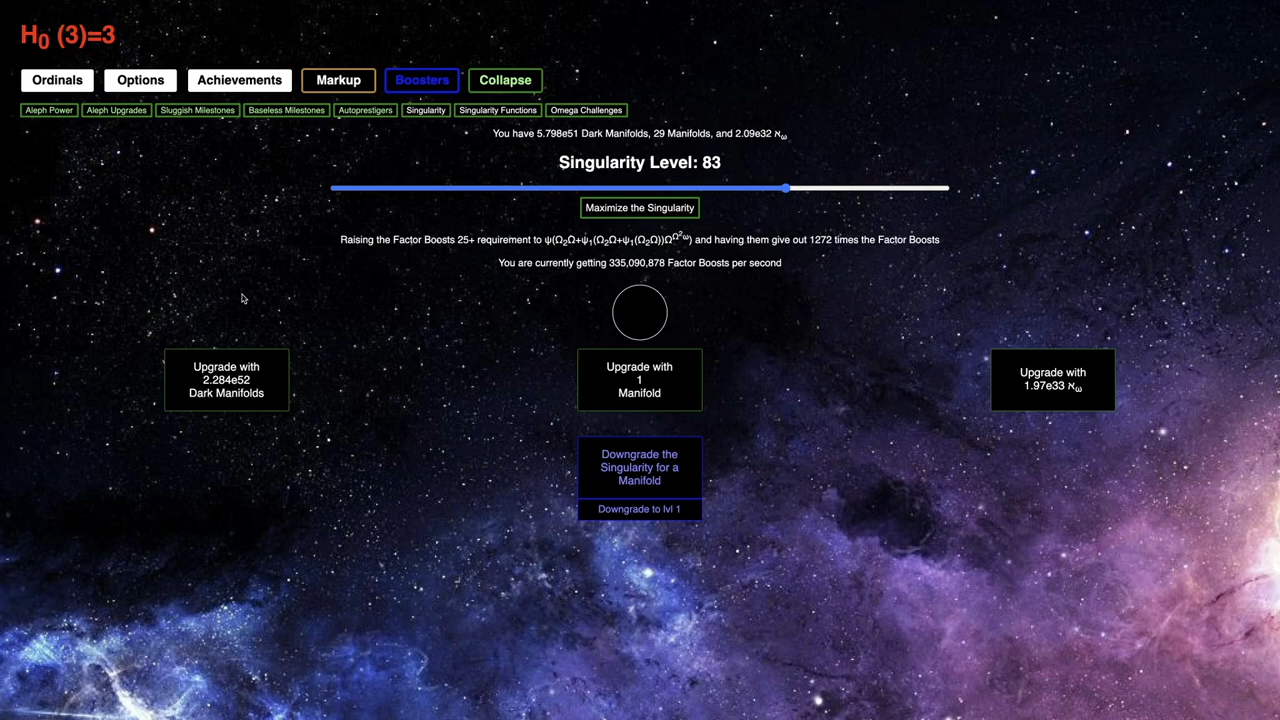 H₀ (3)=3
Ordinals Options Achievements Markup Boosters Collapse
Aleph Power Aleph Upgrades Sluggish Milestones Baseless Milestones Autoprestigers Singularity Singularity Functions Omega Challenges
You have 5.798e51 Dark Manifolds, 29 Manifolds, and 2.09e32 ℵω
Singularity Level: 83
Maximize the Singularity
Raising the Factor Boosts 25+ requirement to ψ(Ω₂Ω+ψ₁(Ω₂Ω+ψ₁(Ω₂Ω))Ω^Ω^2ω) and having them give out 1272 times the Factor Boosts
You are currently getting 335,090,878 Factor Boosts per second
Upgrade with
2.284e52
Dark Manifolds
Upgrade with
1
Manifold
Upgrade with
1.97e33 ℵω
Downgrade the
Singularity for a
Manifold
Downgrade to lvl 1